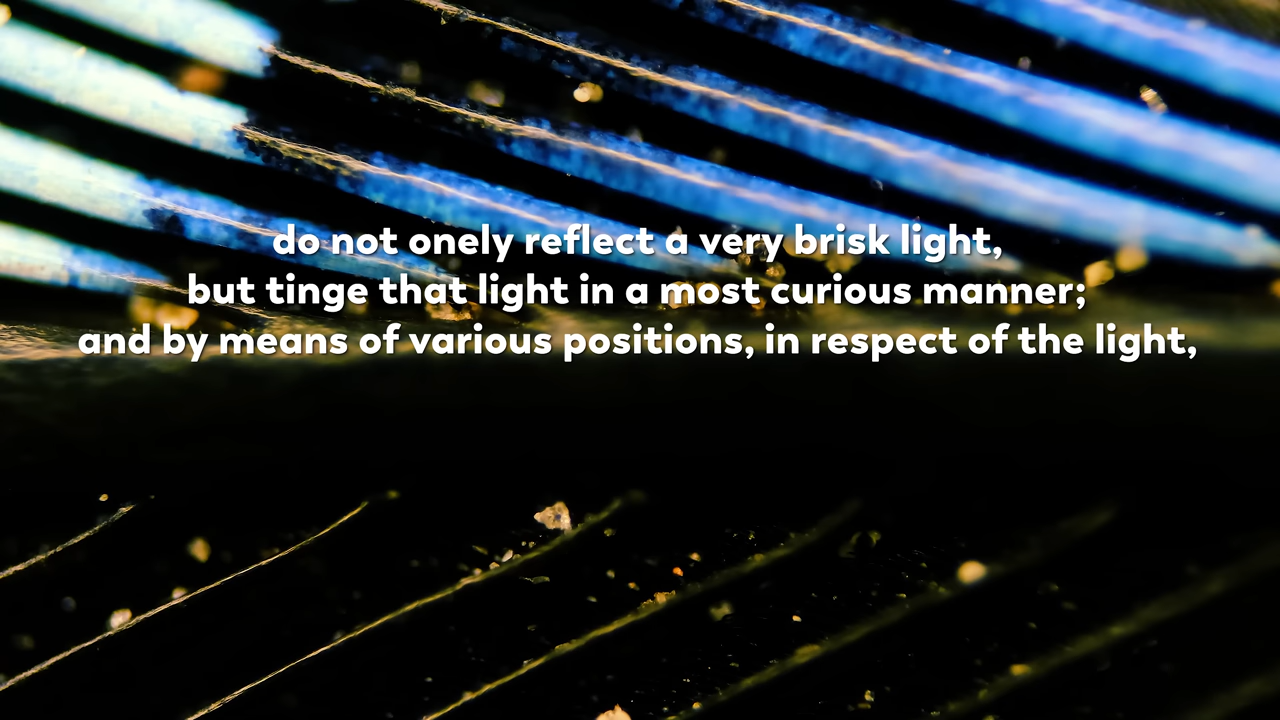 do not onely reflect a very brisk light,
but tinge that light in a most curious manner;
and by means of various positions, in respect of the light,